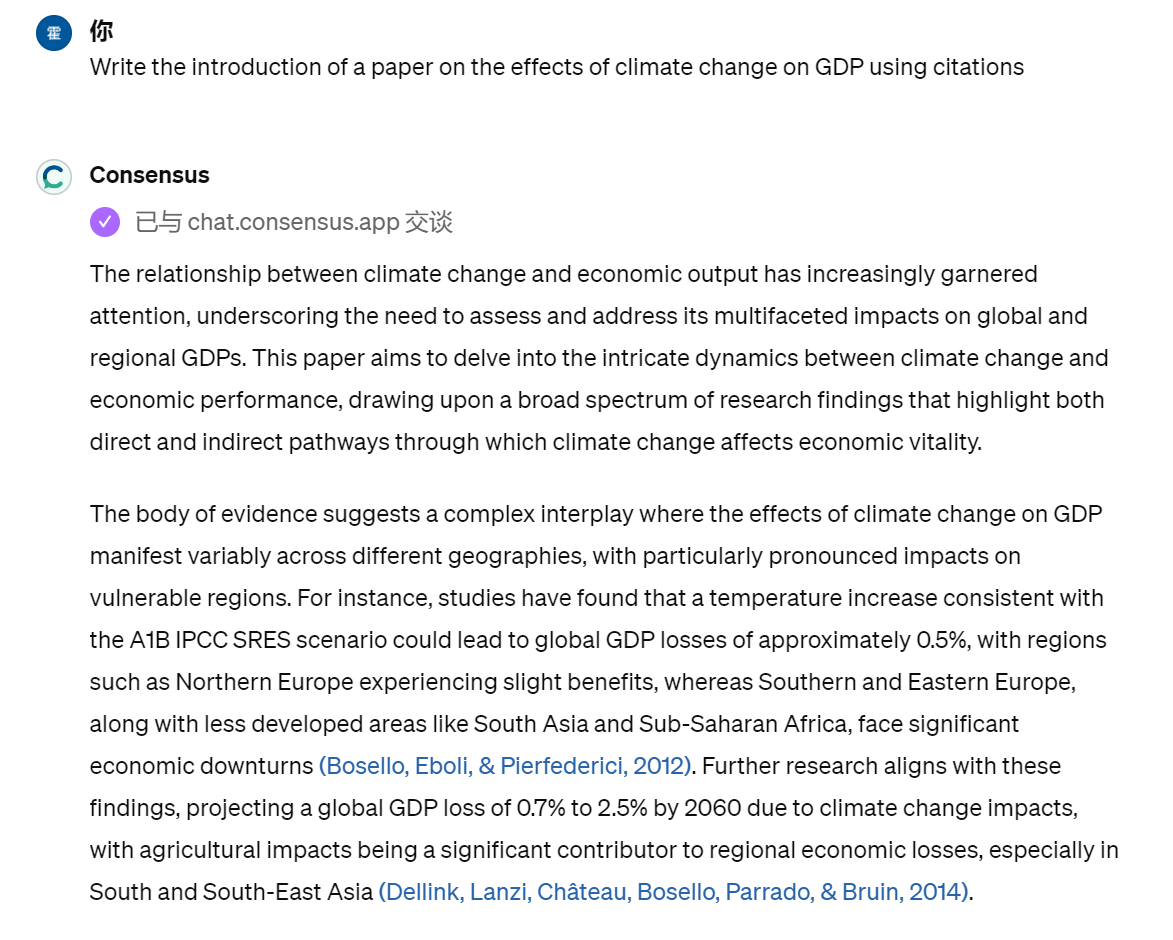 霍
你
Write the introduction of a paper on the effects of climate change on GDP using citations
Consensus
已与 chat.consensus.app 交谈
The relationship between climate change and economic output has increasingly garnered
attention, underscoring the need to assess and address its multifaceted impacts on global and
regional GDPs. This paper aims to delve into the intricate dynamics between climate change and
economic performance, drawing upon a broad spectrum of research findings that highlight both
direct and indirect pathways through which climate change affects economic vitality.
The body of evidence suggests a complex interplay where the effects of climate change on GDP
manifest variably across different geographies, with particularly pronounced impacts on
vulnerable regions. For instance, studies have found that a temperature increase consistent with
the A1B IPCC SRES scenario could lead to global GDP losses of approximately 0.5%, with regions
such as Northern Europe experiencing slight benefits, whereas Southern and Eastern Europe,
along with less developed areas like South Asia and Sub-Saharan Africa, face significant
economic downturns (Bosello, Eboli, & Pierfederici, 2012). Further research aligns with these
findings, projecting a global GDP loss of 0.7% to 2.5% by 2060 due to climate change impacts,
with agricultural impacts being a significant contributor to regional economic losses, especially in
South and South-East Asia (Dellink, Lanzi, Château, Bosello, Parrado, & Bruin, 2014).